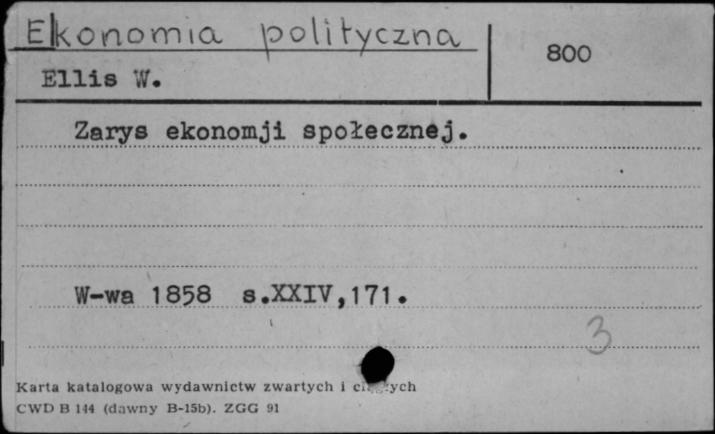 Ekonomia polityczna
800
Ellis W.
Zarys ekonomji społecznej.
W-wa 1858 s.XXIV,171.
3
Karta katalogowa wydawnictw zwartych i
CWD B 144 (dawny B-15b). ZGG 91